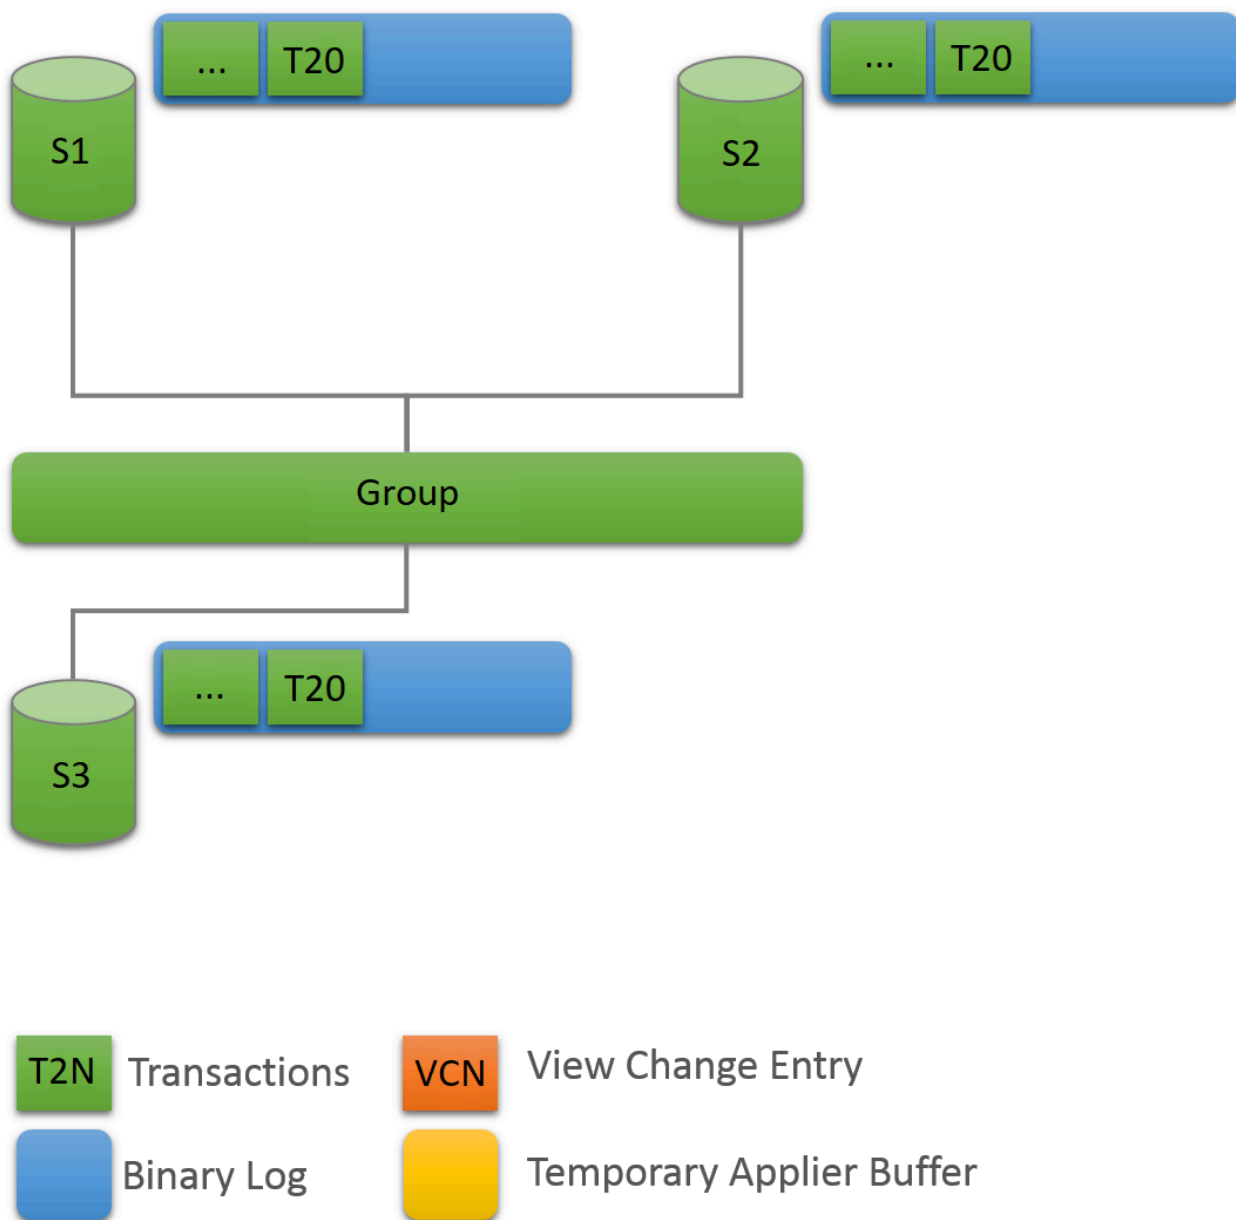 ... T20
... T20
S1
S2
Group
... T20
S3
T2N Transactions
VCN View Change Entry
Binary Log
Temporary Applier Buffer